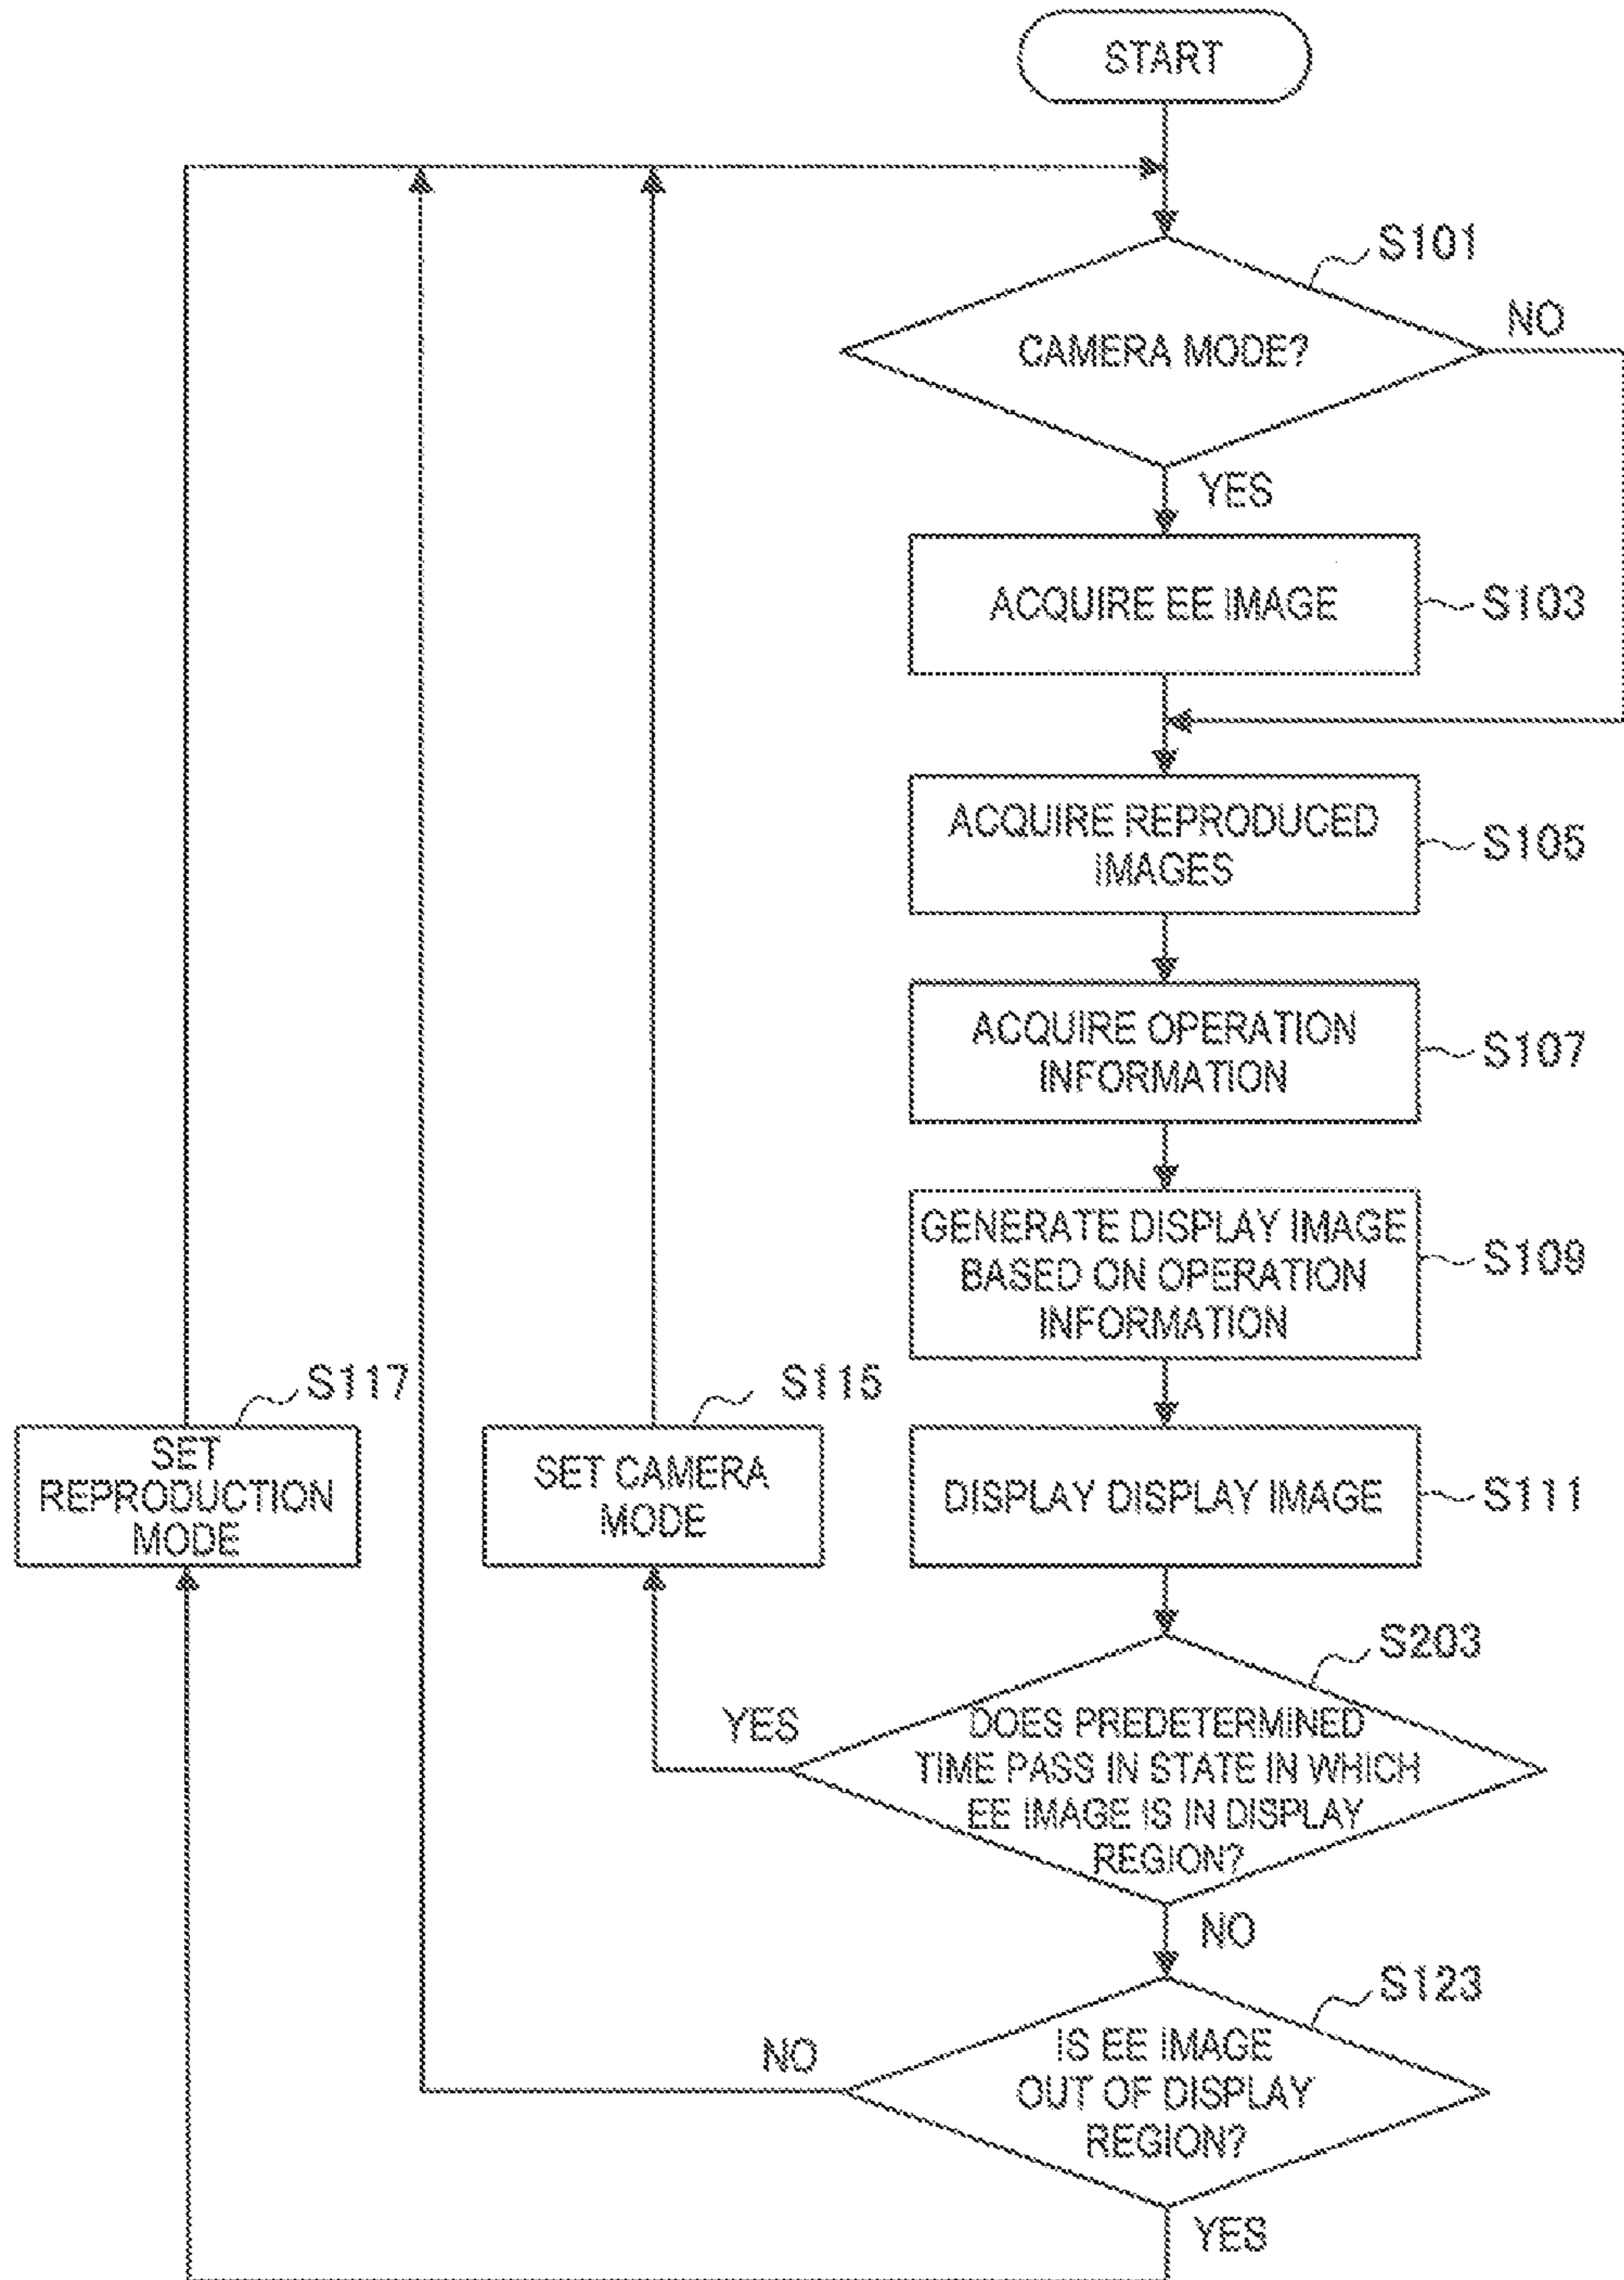 START
S101
CAMERA MODE?
NO
YES
ACQUIRE EE IMAGE
S103
ACQUIRE REPRODUCED
IMAGES
S105
ACQUIRE OPERATION
INFORMATION
S107
GENERATE DISPLAY IMAGE
BASED ON OPERATION
INFORMATION
S109
S117
SET
REPRODUCTION
MODE
S115
SET CAMERA
MODE
DISPLAY DISPLAY IMAGE
S111
S203
YES
DOES PREDETERMINED
TIME PASS IN STATE IN WHICH
EE IMAGE IS IN DISPLAY
REGION?
NO
S123
NO
IS EE IMAGE
OUT OF DISPLAY
REGION?
YES